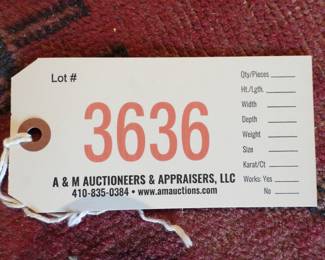 Lot #
3636
A & M AUCTIONEERS & APPRAISERS, LLC
410-835-0384 • www.amauctions.com
Qty/Pieces
Ht./Lgth.
Width
Depth
Weight
Size
Karat/Ct
Works: Yes
No